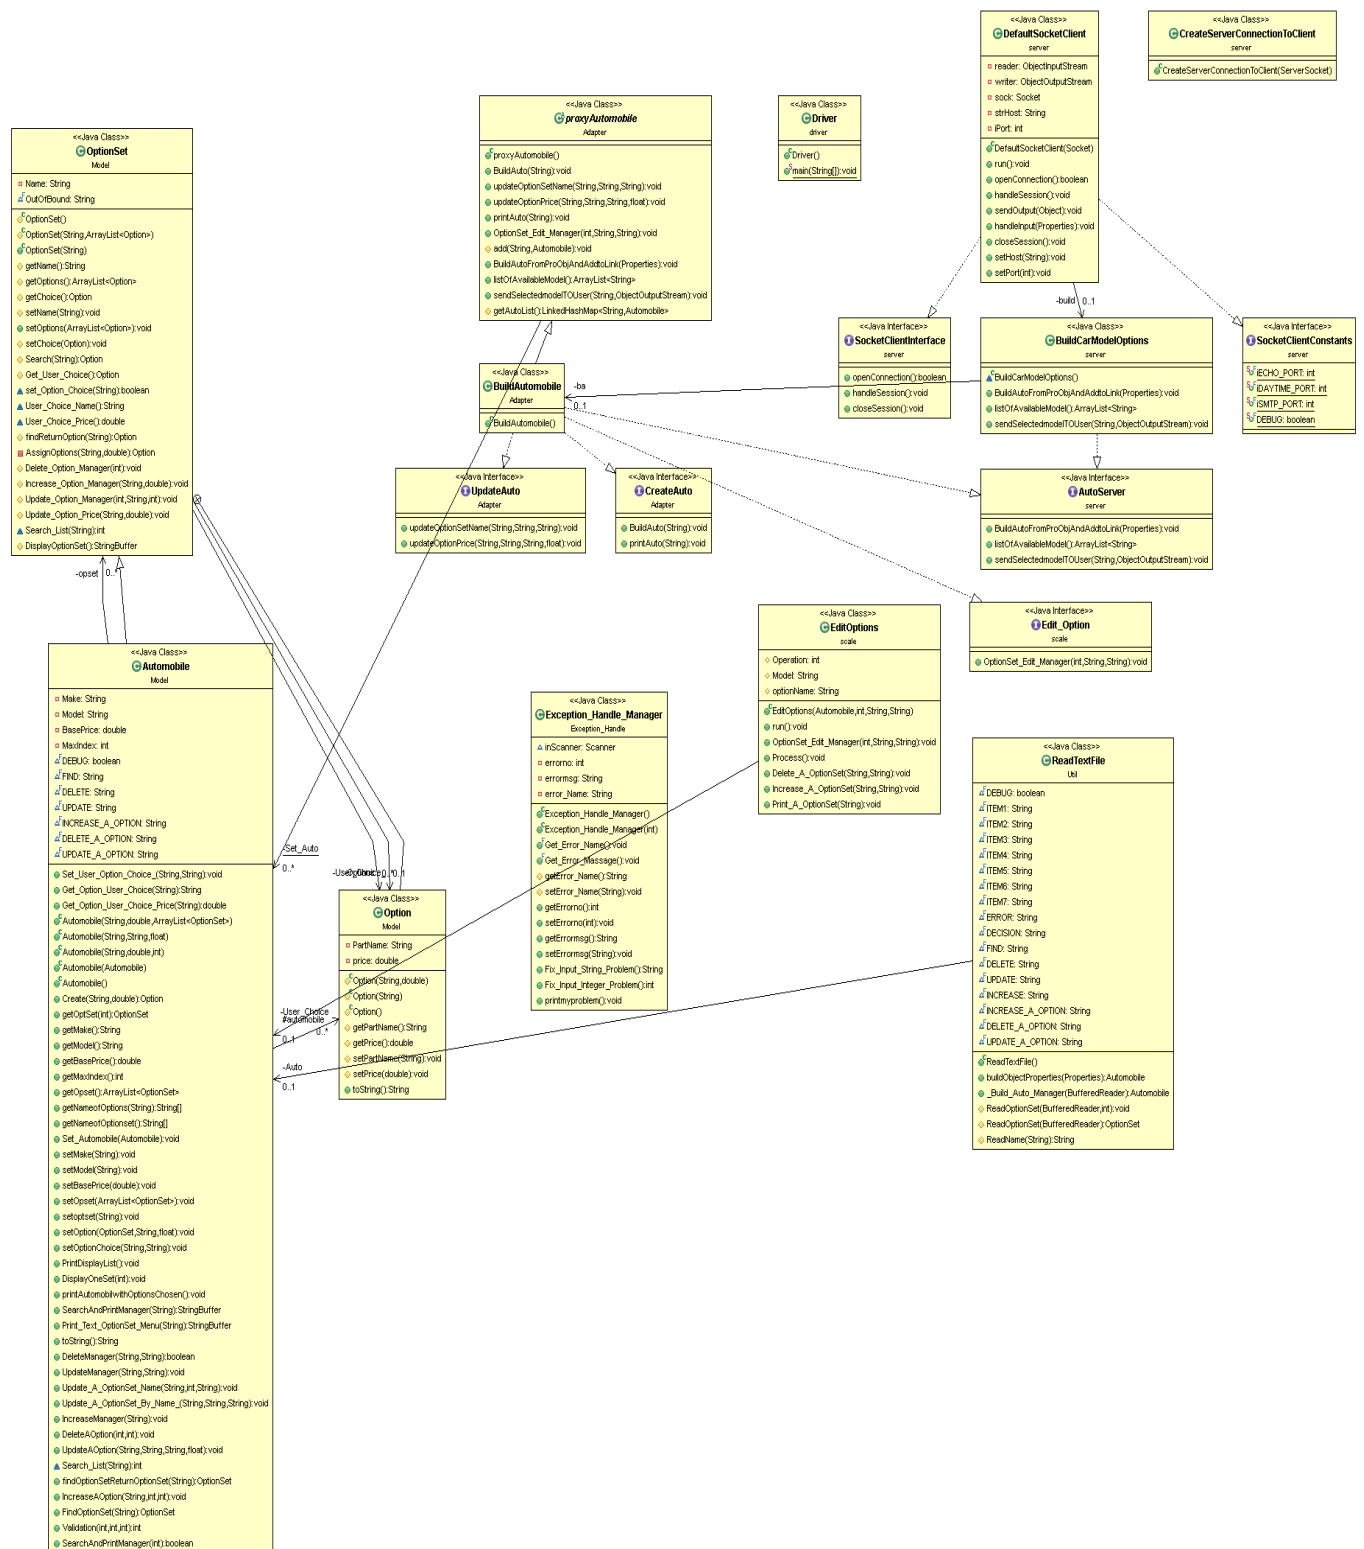 <<Java Class>>
DefaultSocketClient
server
reader: ObjectInputStream
writer: ObjectOutputStream
sock: Socket
strHost: String
iPort: int
DefaultSocketClient(Socket)
run():void
openConnection():boolean
handleSession():void
sendOutput(Object):void
handleInput(Properties):void
closeSession():void
setHost(String):void
setPort(int):void
<<Java Class>>
CreateServerConnectionToClient
server
CreateServerConnectionToClient(ServerSocket)
<<Java Class>>
proxyAutomobile
Adapter
proxyAutomobile()
BuildAuto(String):void
updateOptionSetName(String,String,String):void
updateOptionPrice(String,String,String,float):void
printAuto(String):void
OptionSet_Edit_Manager(int,String,String):void
add(String,Automobile):void
BuildAutoFromProObjAndAddtoLink(Properties):void
listOfAvailableModel():ArrayList<String>
sendSelectedmodelTOUser(String,ObjectOutputStream):void
getAutoList():LinkedHashMap<String,Automobile>
<<Java Class>>
Driver
driver
Driver()
main(String[]):void
<<Java Class>>
OptionSet
Model
Name: String
OutOfBound: String
OptionSet()
OptionSet(String,ArrayList<Option>)
OptionSet(String)
getName():String
getOptions():ArrayList<Option>
getChoice():Option
setName(String):void
setOptions(ArrayList<Option>):void
setChoice(Option):void
Search(String):Option
Get_User_Choice():Option
set_Option_Choice(String):boolean
User_Choice_Name():String
User_Choice_Price():double
findReturnOption(String):Option
AssignOptions(String,double):Option
Delete_Option_Manager(int):void
Increase_Option_Manager(String,double):void
Update_Option_Manager(int,String,int):void
Update_Option_Price(String,double):void
Search_List(String):int
DisplayOptionSet():StringBuffer
-build
0..1
<<Java Interface>>
SocketClientInterface
server
openConnection():boolean
handleSession():void
closeSession():void
<<Java Class>>
BuildCarModelOptions
server
BuildCarModelOptions()
BuildAutoFromProObjAndAddtoLink(Properties):void
listOfAvailableModel():ArrayList<String>
sendSelectedmodelTOUser(String,ObjectOutputStream):void
<<Java Interface>>
SocketClientConstants
server
iECHO_PORT: int
iDAYTIME_PORT: int
iSMTP_PORT: int
DEBUG: boolean
<<Java Class>>
BuildAutomobile
Adapter
BuildAutomobile()
-ba
0..1
<<Java Interface>>
UpdateAuto
Adapter
updateOptionSetName(String,String,String):void
updateOptionPrice(String,String,String,float):void
<<Java Interface>>
CreateAuto
Adapter
BuildAuto(String):void
printAuto(String):void
<<Java Interface>>
AutoServer
server
BuildAutoFromProObjAndAddtoLink(Properties):void
listOfAvailableModel():ArrayList<String>
sendSelectedmodelTOUser(String,ObjectOutputStream):void
-opset
0..*
<<Java Interface>>
Edit_Option
scale
OptionSet_Edit_Manager(int,String,String):void
<<Java Class>>
EditOptions
scale
Operation: int
Model: String
optionName: String
EditOptions(Automobile,int,String,String)
run():void
OptionSet_Edit_Manager(int,String,String):void
Process():void
Delete_A_OptionSet(String,String):void
Increase_A_OptionSet(String,String):void
Print_A_OptionSet(String):void
<<Java Class>>
Automobile
Model
Make: String
Model: String
BasePrice: double
MaxIndex: int
DEBUG: boolean
FIND: String
DELETE: String
UPDATE: String
INCREASE_A_OPTION: String
DELETE_A_OPTION: String
UPDATE_A_OPTION: String
Set_User_Option_Choice_(String,String):void
Get_Option_User_Choice(String):String
Get_Option_User_Choice_Price(String):double
Automobile(String,double,ArrayList<OptionSet>)
Automobile(String,String,float)
Automobile(String,double,int)
Automobile(Automobile)
Automobile()
Create(String,double):Option
getOptSet(int):OptionSet
getMake():String
getModel():String
getBasePrice():double
getMaxIndex():int
getOpset():ArrayList<OptionSet>
getNameofOptions(String):String[]
getNameofOptionset():String[]
Set_Automobile(Automobile):void
setMake(String):void
setModel(String):void
setBasePrice(double):void
setOpset(ArrayList<OptionSet>):void
setoptset(String):void
setOption(OptionSet,String,float):void
setOptionChoice(String,String):void
PrintDisplayList():void
DisplayOneSet(int):void
printAutomobilwithOptionsChosen():void
SearchAndPrintManager(String):StringBuffer
Print_Text_OptionSet_Menu(String):StringBuffer
toString():String
DeleteManager(String,String):boolean
UpdateManager(String,String):void
Update_A_OptionSet_Name(String,int,String):void
Update_A_OptionSet_By_Name_(String,String,String):void
IncreaseManager(String):void
DeleteAOption(int,int):void
UpdateAOption(String,String,String,float):void
Search_List(String):int
findOptionSetReturnOptionSet(String):OptionSet
IncreaseAOption(String,int,int):void
FindOptionSet(String):OptionSet
Validation(int,int,int):int
SearchAndPrintManager(int):boolean
<<Java Class>>
Exception_Handle_Manager
Exception_Handle
inScanner: Scanner
errorno: int
errormsg: String
error_Name: String
Exception_Handle_Manager()
Exception_Handle_Manager(int)
Get_Error_Name():void
Get_Error_Massage():void
getError_Name():String
setError_Name(String):void
getErrorno():int
setErrorno(int):void
getErrormsg():String
setErrormsg(String):void
Fix_Input_String_Problem():String
Fix_Input_Integer_Problem():int
printmyproblem():void
<<Java Class>>
ReadTextFile
Util
DEBUG: boolean
ITEM1: String
ITEM2: String
ITEM3: String
ITEM4: String
ITEM5: String
ITEM6: String
ITEM7: String
ERROR: String
DECISION: String
FIND: String
DELETE: String
UPDATE: String
INCREASE: String
INCREASE_A_OPTION: String
DELETE_A_OPTION: String
UPDATE_A_OPTION: String
ReadTextFile()
buildObjectProperties(Properties):Automobile
_Build_Auto_Manager(BufferedReader):Automobile
ReadOptionSet(BufferedReader,int):void
ReadOptionSet(BufferedReader):OptionSet
ReadName(String):String
-Set_Auto
0..*
0..*
0..1
<<Java Class>>
Option
Model
PartName: String
price: double
Option(String,double)
Option(String)
Option()
getPartName():String
getPrice():double
setPartName(String):void
setPrice(double):void
toString():String
-User_Choice
#automobile
0..*
0..1
-Auto
0..1